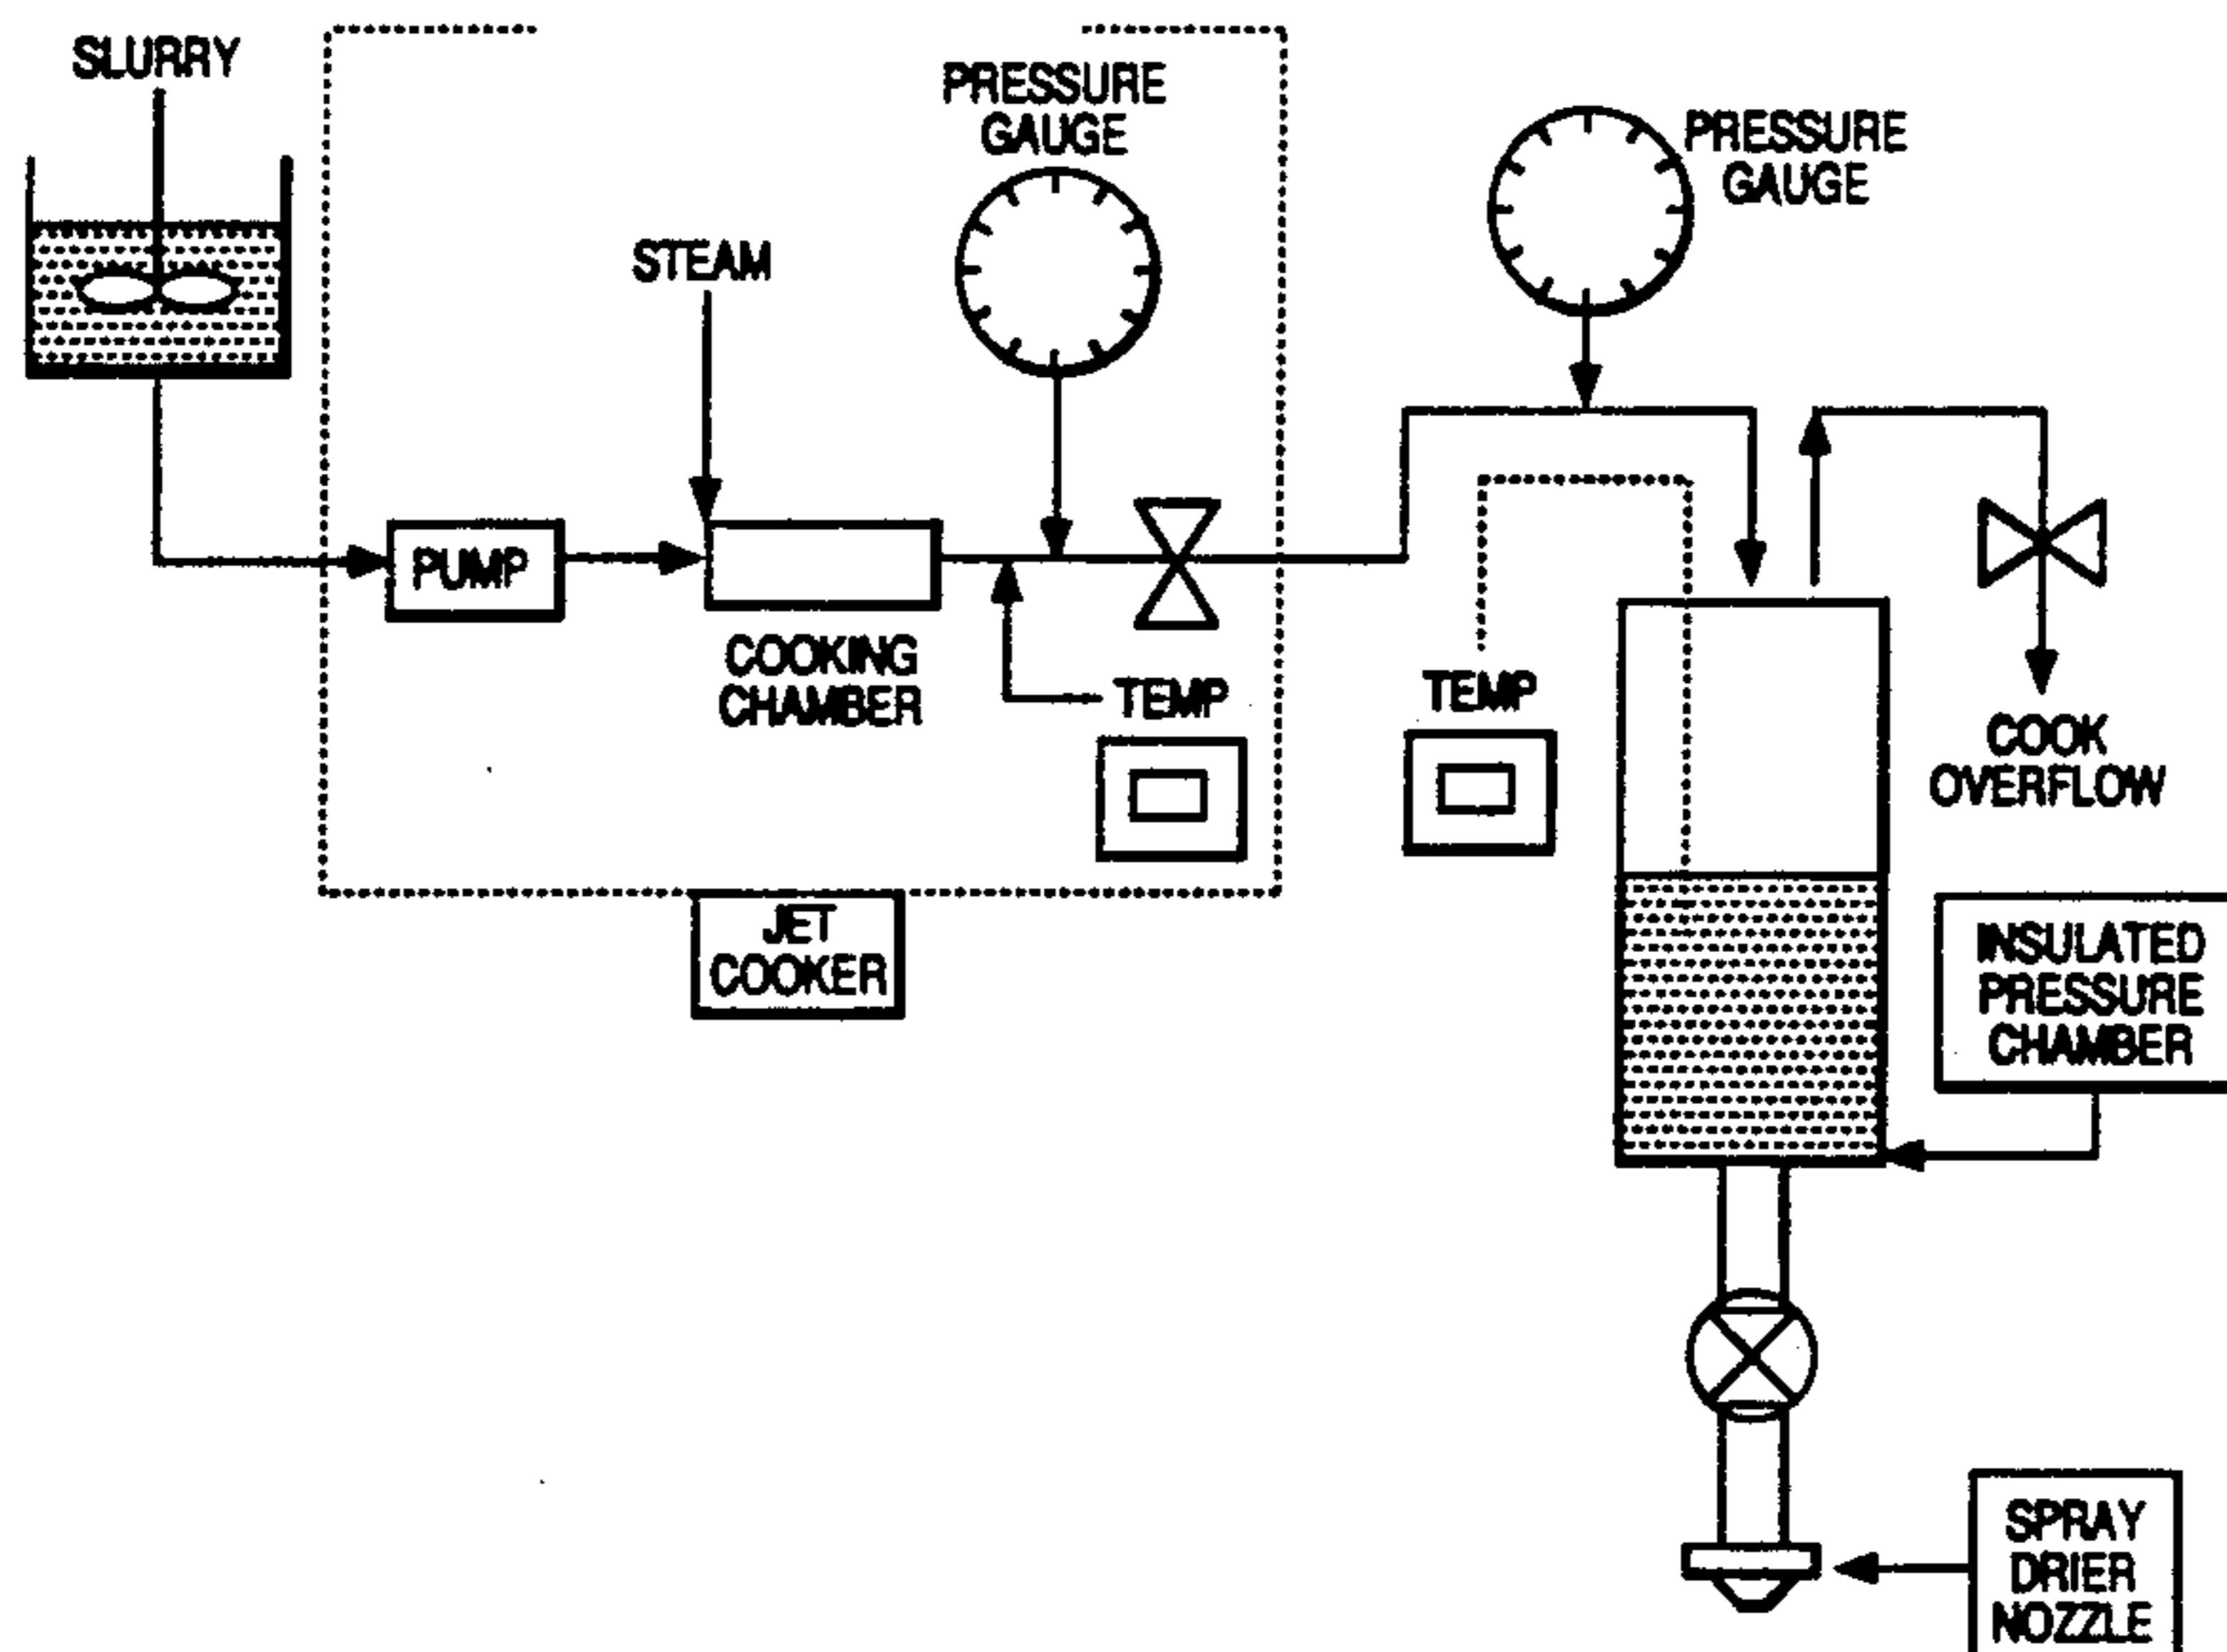 SLURRY
PRESSURE
GAUGE
PRESSURE
GAUGE
STEAM
PUMP
COOKING
CHAMBER
TEMP
TEMP
COOK
OVERFLOW
JET
COOKER
INSULATED
PRESSURE
CHAMBER
SPRAY
DRIER
NOZZLE